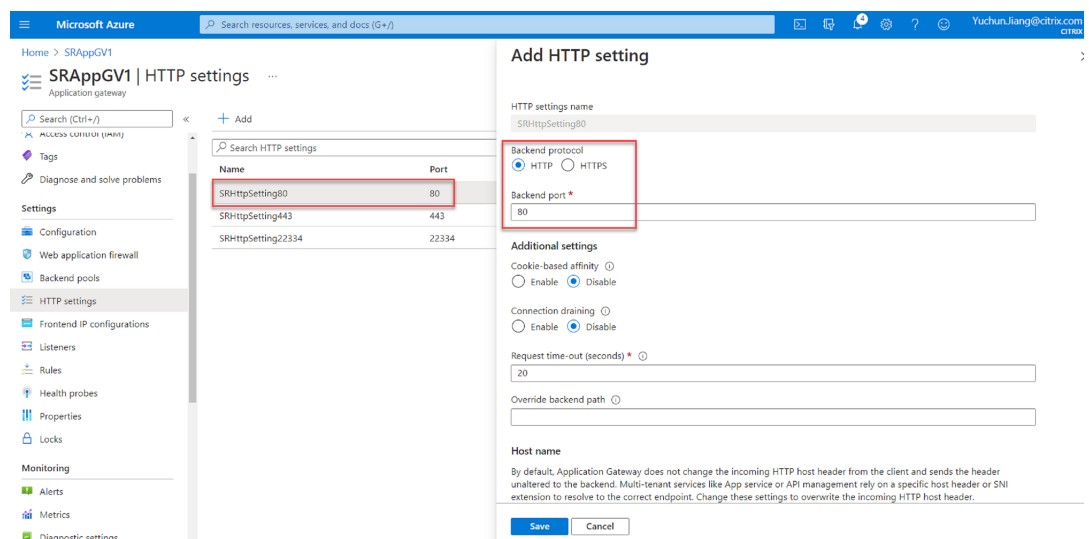 Microsoft Azure
Search resources, services, and docs (G+/)
4
Yuchun.Jiang@citrix.com
CITRIX
Home > SRAppGV1
SRAppGV1 | HTTP settings ...
Application gateway
Search (Ctrl+/)
«
Access control (IAM)
Tags
Diagnose and solve problems
Settings
Configuration
Web application firewall
Backend pools
HTTP settings
Frontend IP configurations
Listeners
Rules
Health probes
Properties
Locks
Monitoring
Alerts
Metrics
Diagnostic settings
+ Add
Search HTTP settings
Name Port
SRHttpSetting80 80
SRHttpSetting443 443
SRHttpSetting22334 22334
Add HTTP setting
HTTP settings name
SRHttpSetting80
Backend protocol
HTTP HTTPS
Backend port *
80
Additional settings
Cookie-based affinity
Enable Disable
Connection draining
Enable Disable
Request time-out (seconds) *
20
Override backend path
Host name
By default, Application Gateway does not change the incoming HTTP host header from the client and sends the header
unaltered to the backend. Multi-tenant services like App service or API management rely on a specific host header or SNI
extension to resolve to the correct endpoint. Change these settings to overwrite the incoming HTTP host header.
Save Cancel